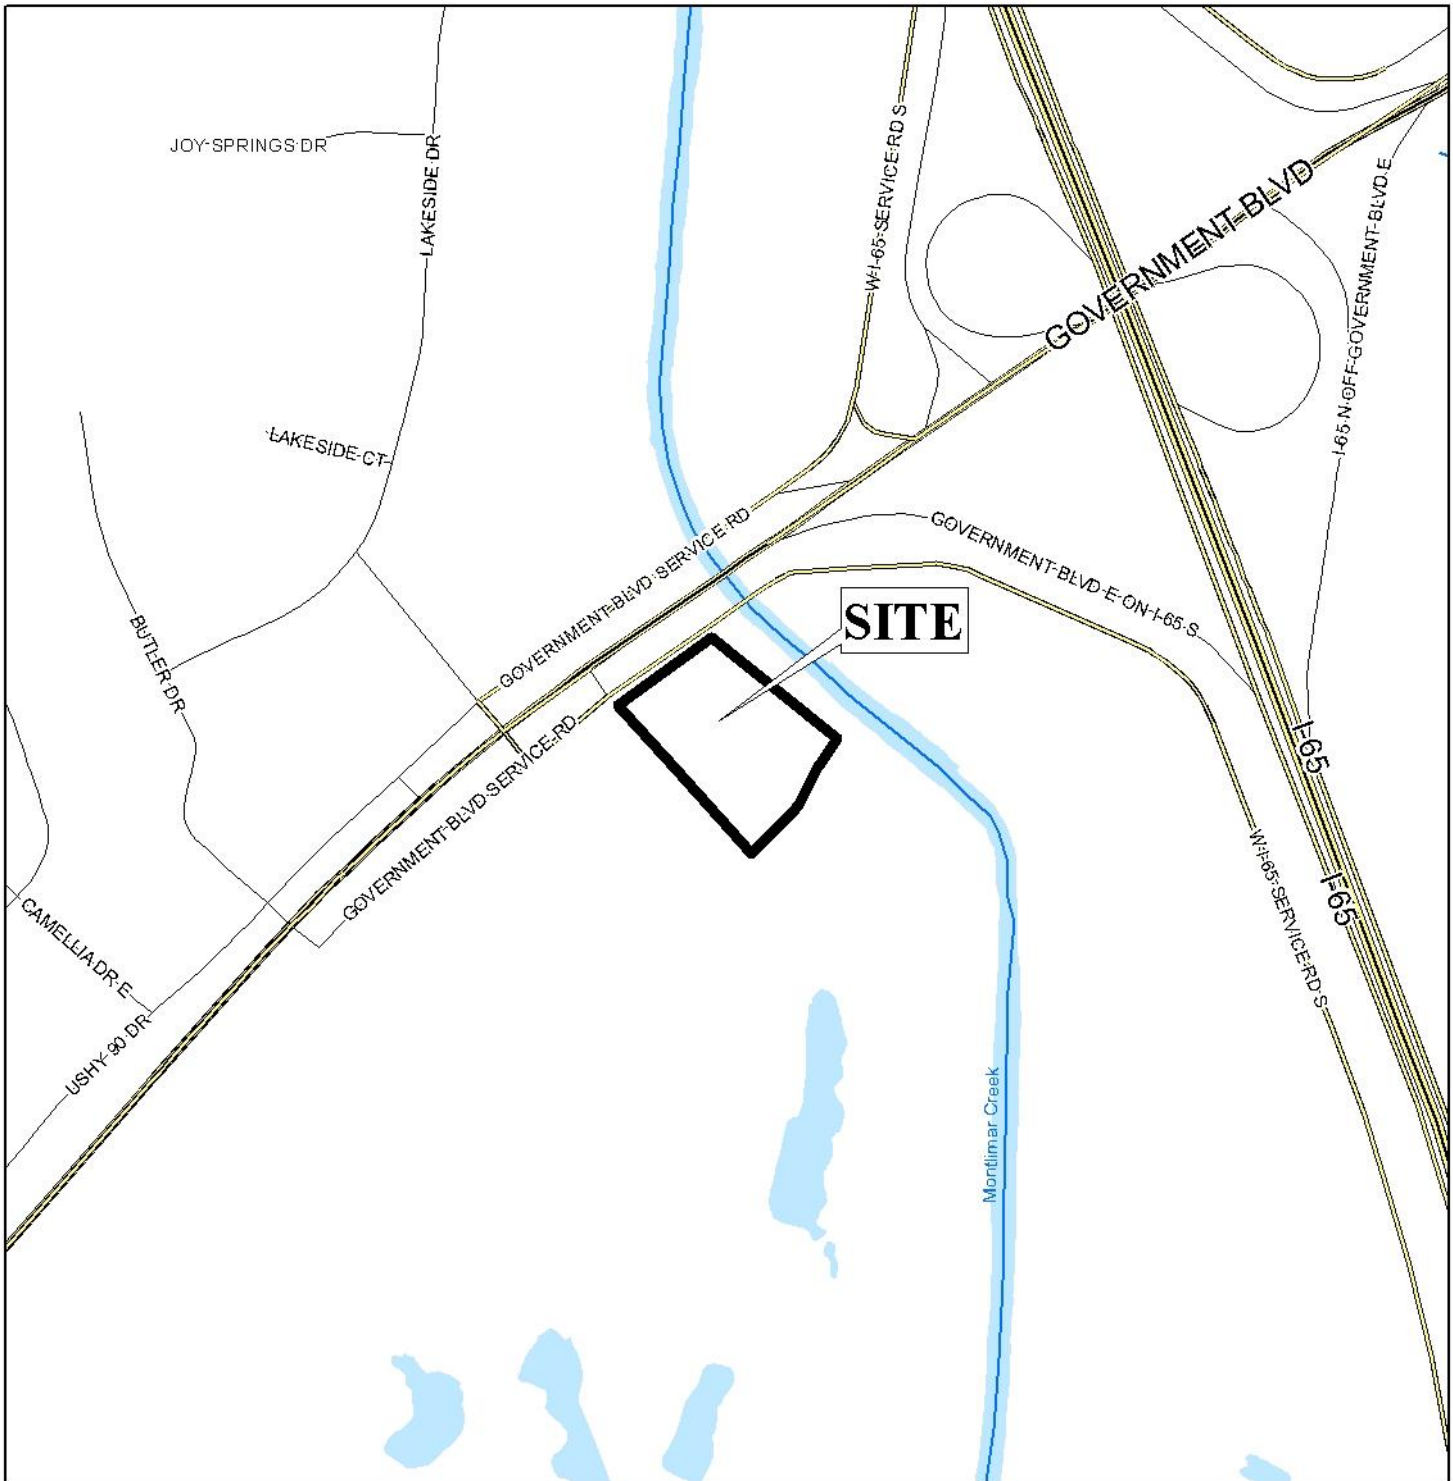 JOY SPRINGS DR
LAKESIDE DR
W I-65 SERVICE RD S
GOVERNMENT BLVD
I-65 N OFF GOVERNMENT BLVD E
LAKESIDE CT
GOVERNMENT BLVD SERVICE RD
GOVERNMENT BLVD E ON I-65 S
SITE
BUTLER DR
GOVERNMENT BLVD SERVICE RD
I-65
I-65
W I-65 SERVICE RD S
CAMELLIA DR E
USHY 90 DR
Montlimar Creek